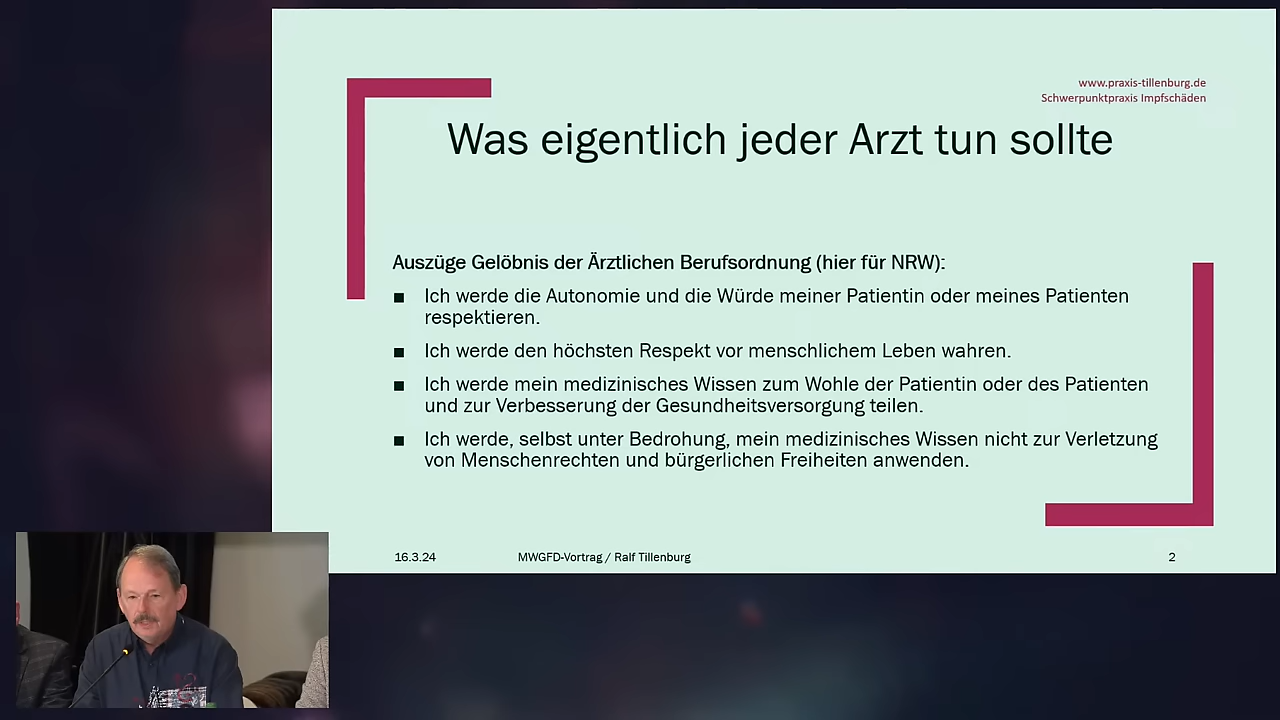 www.praxis-tillenburg.de
Schwerpunktpraxis Impfschäden
Was eigentlich jeder Arzt tun sollte
Auszüge Gelöbnis der Ärztlichen Berufsordnung (hier für NRW):
■ Ich werde die Autonomie und die Würde meiner Patientin oder meines Patienten
respektieren.
■ Ich werde den höchsten Respekt vor menschlichem Leben wahren.
■ Ich werde mein medizinisches Wissen zum Wohle der Patientin oder des Patienten
und zur Verbesserung der Gesundheitsversorgung teilen.
■ Ich werde, selbst unter Bedrohung, mein medizinisches Wissen nicht zur Verletzung
von Menschenrechten und bürgerlichen Freiheiten anwenden.
16.3.24 MWGFD-Vortrag / Ralf Tillenburg 2